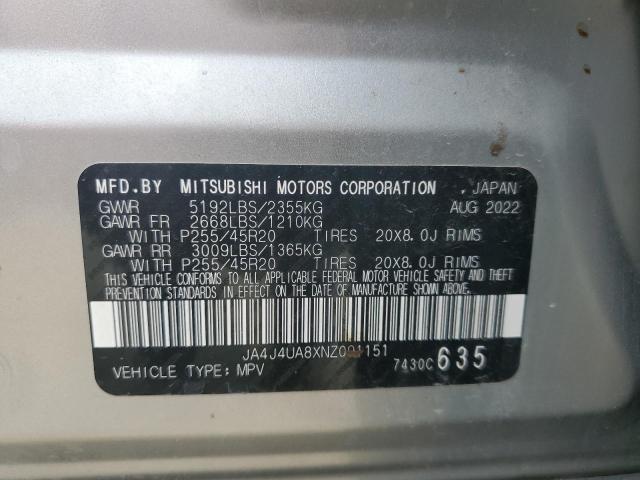 MFD.BY MITSUBISHI MOTORS CORPORATION , JAPAN
GVWR 5192LBS/2355KG AUG 2022
GAWR FR 2668LBS/1210KG
WITH P255/45R20 TIRES 20X8.0J RIMS
GAWR RR 3009LBS/1365KG
WITH P255/45R20 TIRES 20X8.0J RIMS
THIS VEHICLE CONFORMS TO ALL APPLICABLE FEDERAL MOTOR VEHICLE SAFETY AND THEFT
PREVENTION STANDARDS IN EFFECT ON THE DATE OF MANUFACTURE SHOWN ABOVE.
VEHICLE TYPE: MPV 7430C 635